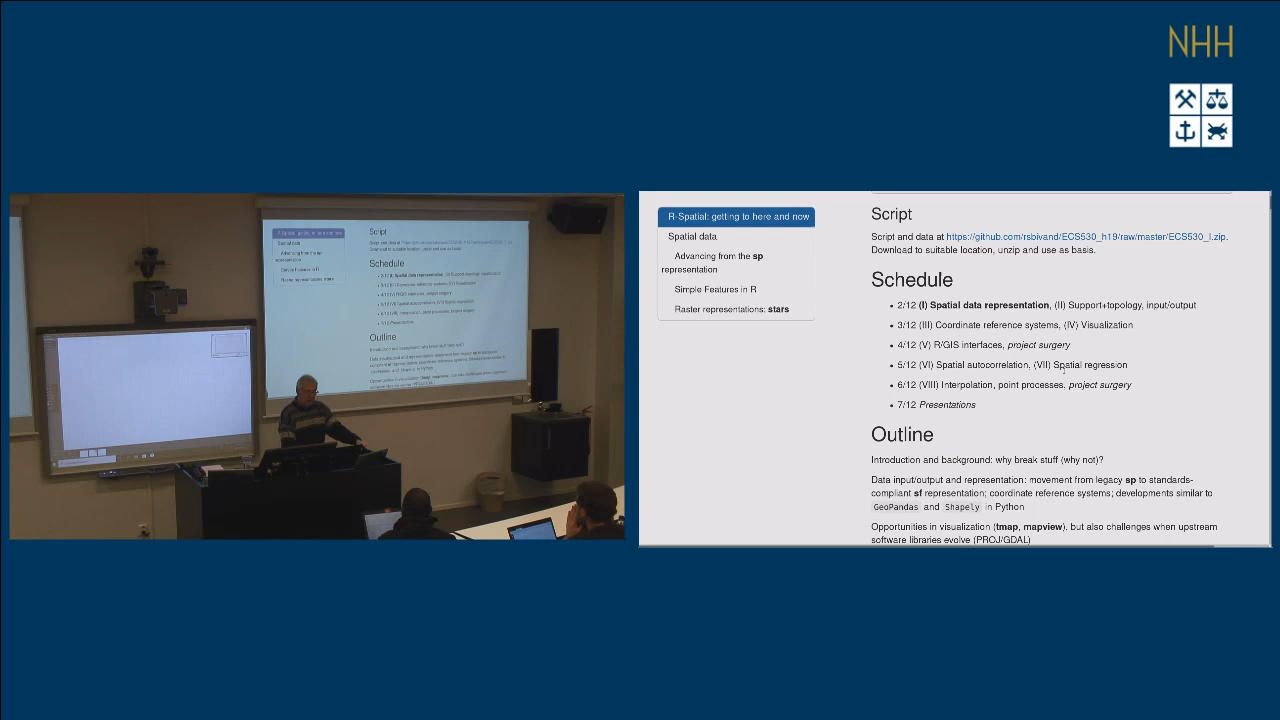 NHH
R-Spatial: getting to here and now
Spatial data
Advancing from the sp
representation
Simple Features in R
Raster representations: stars
Script
Script and data at https://github.com/rsbivand/ECS530_h19/raw/master/ECS530_I.zip.
Download to suitable location, unzip and use as basis.
Schedule
• 2/12 (I) Spatial data representation, (II) Support+topology, input/output
• 3/12 (III) Coordinate reference systems, (IV) Visualization
• 4/12 (V) R/GIS interfaces, project surgery
• 5/12 (VI) Spatial autocorrelation, (VII) Spatial regression
• 6/12 (VIII) Interpolation, point processes, project surgery
• 7/12 Presentations
Outline
Introduction and background: why break stuff (why not)?
Data input/output and representation: movement from legacy sp to standards-
compliant sf representation; coordinate reference systems; developments similar to
GeoPandas and Shapely in Python
Opportunities in visualization (tmap, mapview), but also challenges when upstream
software libraries evolve (PROJ/GDAL)